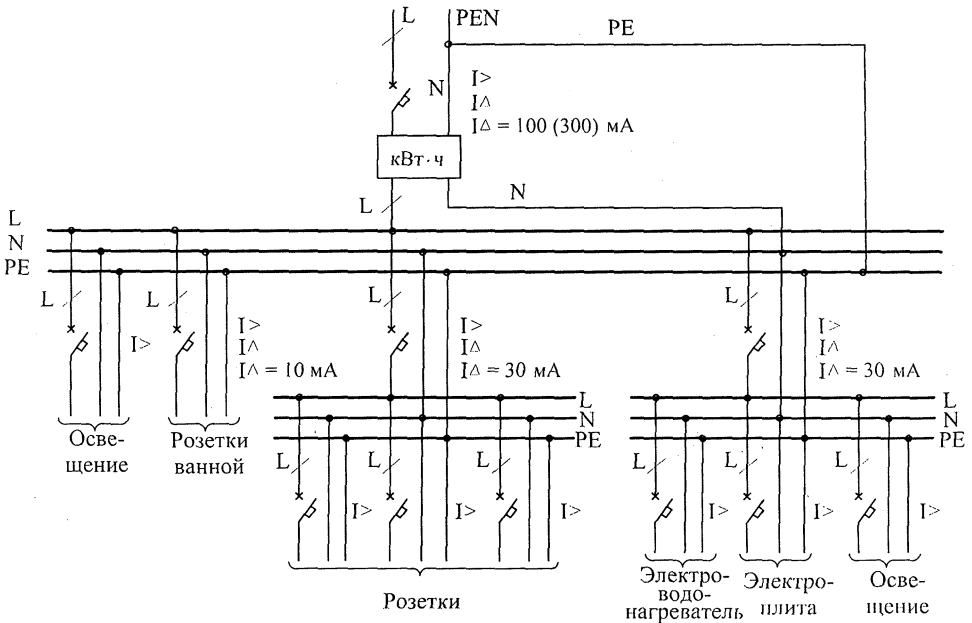 L
PEN
PE
N
I>
I△
I△ = 100 (300) мА
кВт·ч
L
N
L
N
PE
L
I>
L
I>
I△
I△ = 10 мА
L
I>
I△
I△ = 30 мА
L
I>
I△
I△ = 30 мА
Осве-
щение
Розетки
ванной
L
N
PE
L
L
L
I>
I>
I>
Розетки
L
N
PE
L
L
L
I>
I>
I>
Электро-
водо-
нагреватель
Электро-
плита
Осве-
щение